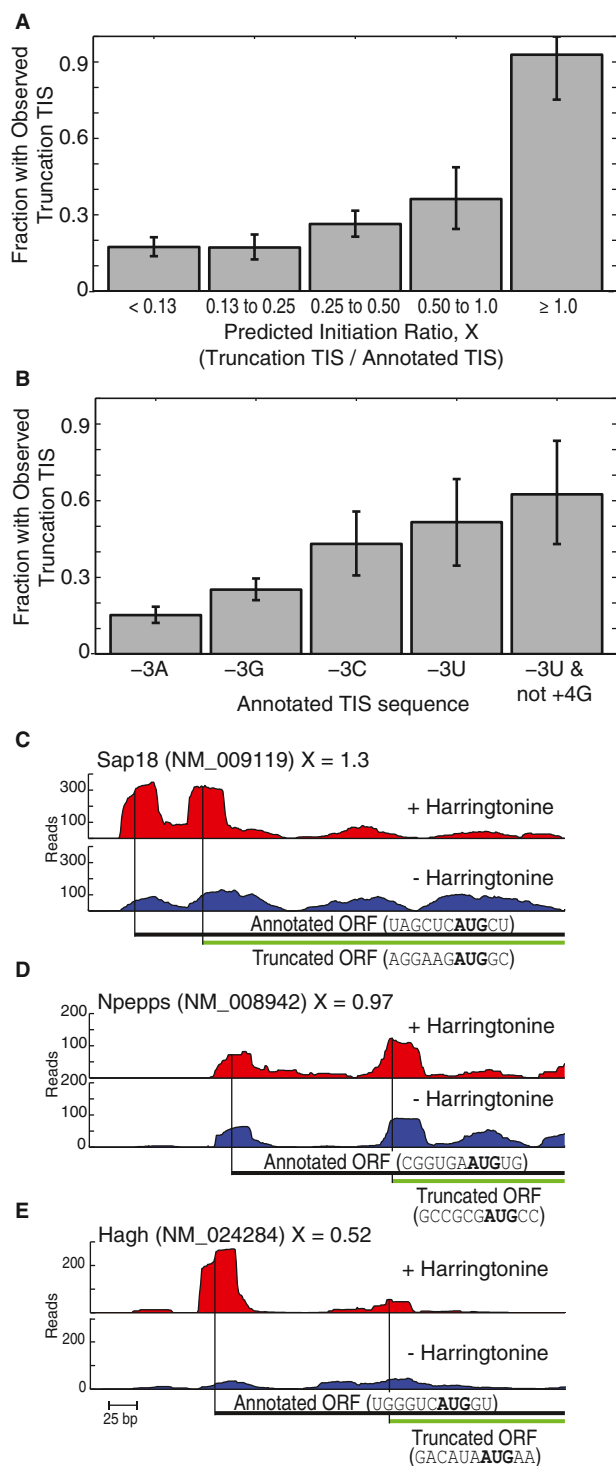 A
Fraction with Observed
Truncation TIS
0.9
0.6
0.3
0
< 0.13
0.13 to 0.25
0.25 to 0.50
0.50 to 1.0
≥ 1.0
Predicted Initiation Ratio, X
(Truncation TIS / Annotated TIS)
B
Fraction with Observed
Truncation TIS
0.9
0.6
0.3
0
–3A
–3G
–3C
–3U
–3U &
not +4G
Annotated TIS sequence
C
Sap18 (NM_009119) X = 1.3
300
100
Reads
+ Harringtonine
300
100
- Harringtonine
Annotated ORF (UAGCUCAUGCU)
Truncated ORF (AGGAAGAUGGC)
D
Npepps (NM_008942) X = 0.97
200
100
0
Reads
+ Harringtonine
200
100
0
- Harringtonine
Annotated ORF (CGGUGAAUGUG)
Truncated ORF
(GCCGCGAUGCC)
E
Hagh (NM_024284) X = 0.52
200
0
Reads
+ Harringtonine
200
0
- Harringtonine
25 bp
Annotated ORF (UGGGUCAUGGU)
Truncated ORF
(GACAUAAUGAA)